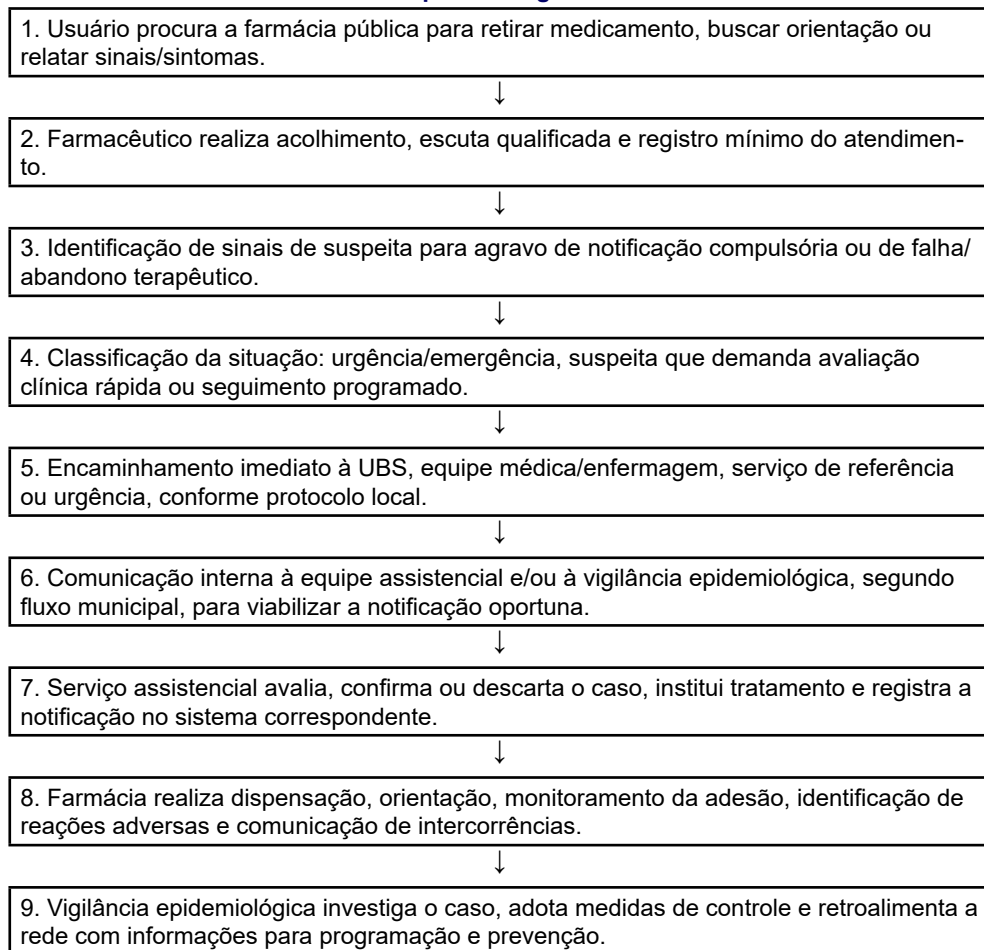 1. Usuário procura a farmácia pública para retirar medicamento, buscar orientação ou
relatar sinais/sintomas.
↓
2. Farmacêutico realiza acolhimento, escuta qualificada e registro mínimo do atendimen-
to.
↓
3. Identificação de sinais de suspeita para agravo de notificação compulsória ou de falha/
abandono terapêutico.
↓
4. Classificação da situação: urgência/emergência, suspeita que demanda avaliação
clínica rápida ou seguimento programado.
↓
5. Encaminhamento imediato à UBS, equipe médica/enfermagem, serviço de referência
ou urgência, conforme protocolo local.
↓
6. Comunicação interna à equipe assistencial e/ou à vigilância epidemiológica, segundo
fluxo municipal, para viabilizar a notificação oportuna.
↓
7. Serviço assistencial avalia, confirma ou descarta o caso, institui tratamento e registra a
notificação no sistema correspondente.
↓
8. Farmácia realiza dispensação, orientação, monitoramento da adesão, identificação de
reações adversas e comunicação de intercorrências.
↓
9. Vigilância epidemiológica investiga o caso, adota medidas de controle e retroalimenta a
rede com informações para programação e prevenção.